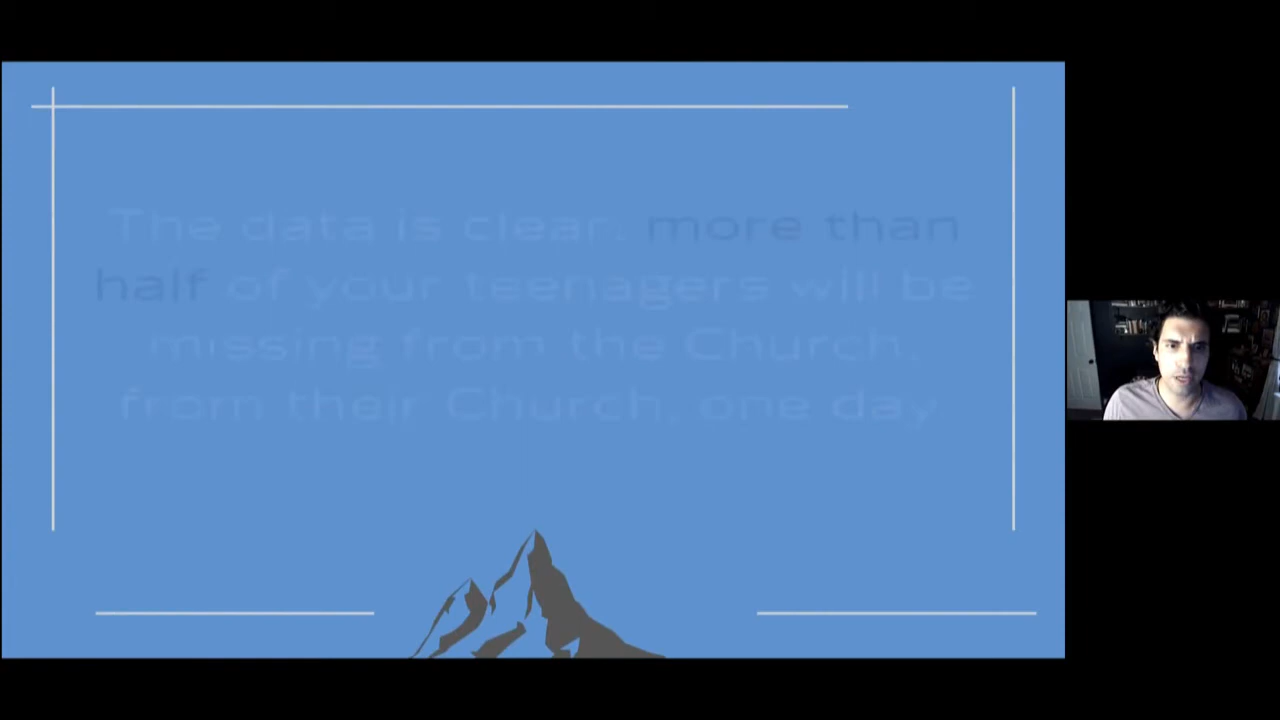 The data is clear, more than
half of your teenagers will be
missing from the Church
from their Church, one day